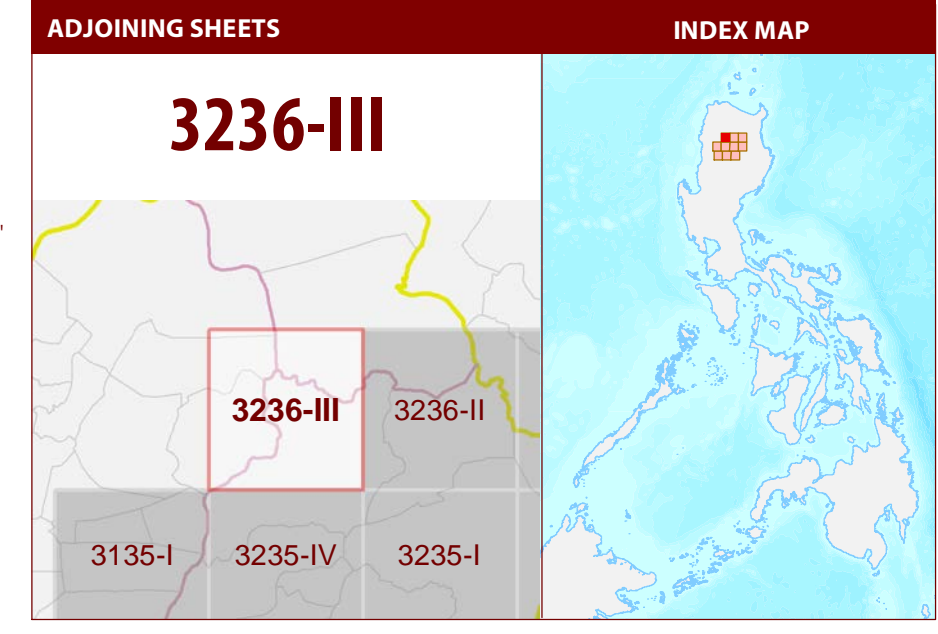 ADJOINING SHEETS
INDEX MAP
3236-III
3236-III
3236-II
3135-I
3235-IV
3235-I